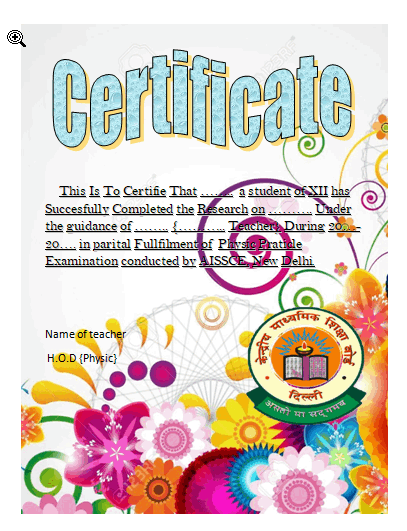 Certificate
This Is To Certifie That ........ a student of XII has
Succesfully Completed the Research on .......... Under
the guidance of ........ {........... Teacher} During 20....-
20.... in parital Fullfilment of Physic Praticle
Examination conducted by AISSCE, New Delhi
Name of teacher
H.O.D {Physic}
केन्द्रीय माध्यमिक शिक्षा बोर्ड
दिल्ली
असतो मा सद् गमय